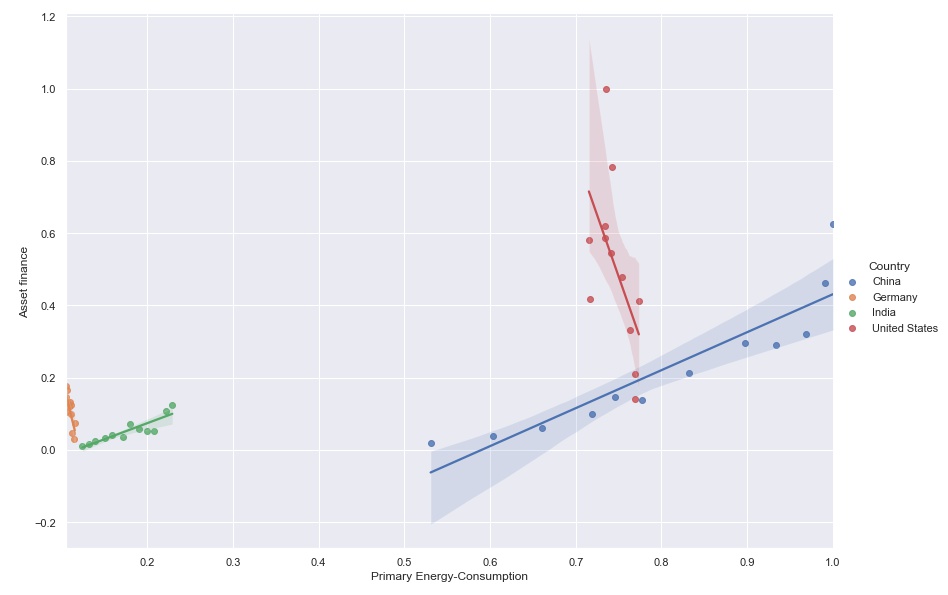 1.2
1.0
0.8
0.6
0.4
0.2
0.0
−0.2
Asset finance
0.2 0.3 0.4 0.5 0.6 0.7 0.8 0.9 1.0
Primary Energy-Consumption
Country
China
Germany
India
United States